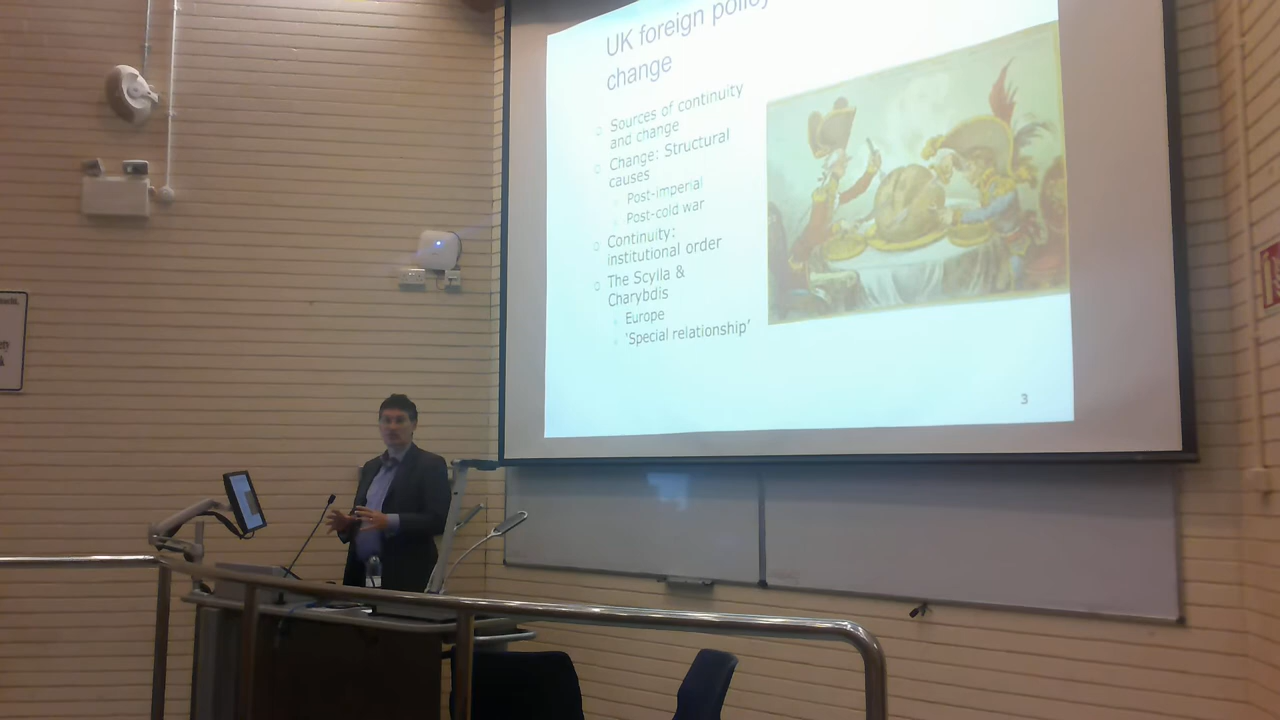 UK foreign policy
change
Sources of continuity
and change
Change: Structural
causes
Post-imperial
Post-cold war
Continuity:
institutional order
The Scylla &
Charybdis
Europe
'Special relationship'
3